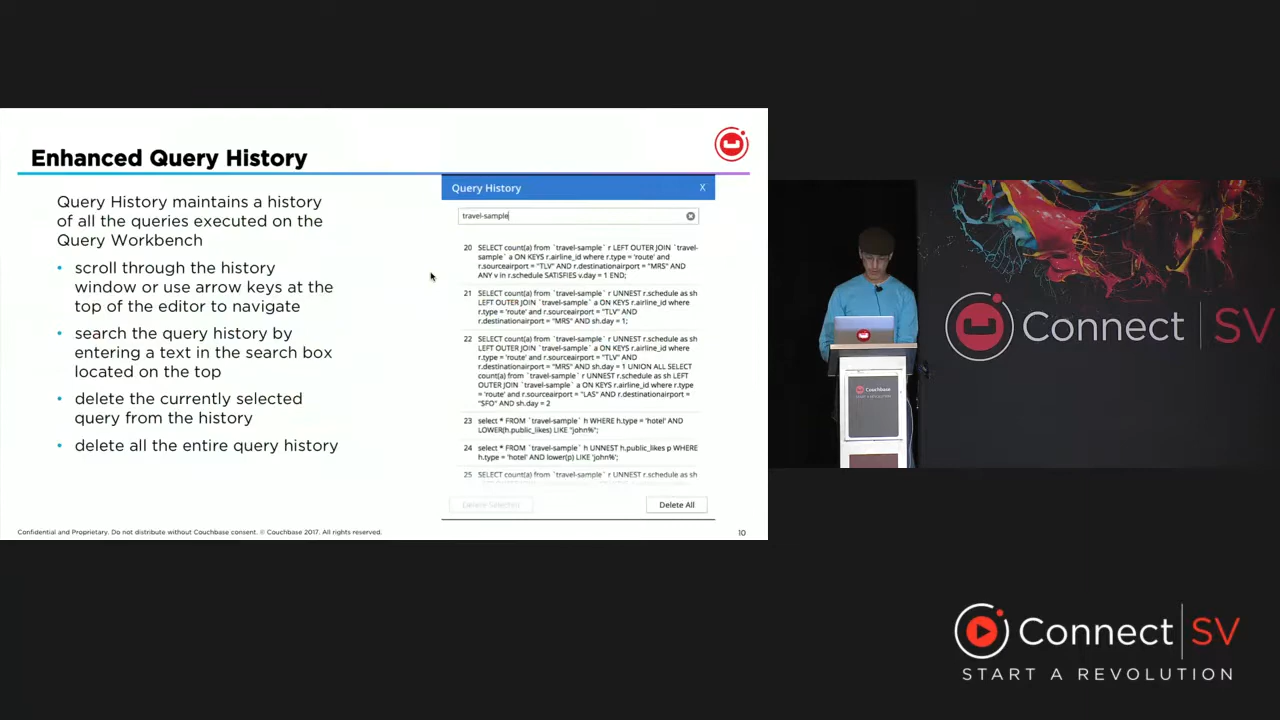 Enhanced Query History
Query History maintains a history
of all the queries executed on the
Query Workbench
• scroll through the history
window or use arrow keys at the
top of the editor to navigate
• search the query history by
entering a text in the search box
located on the top
• delete the currently selected
query from the history
• delete all the entire query history
Query History X
travel-sample
20 SELECT count(a) from `travel-sample` r LEFT OUTER JOIN `travel-
sample` a ON KEYS r.airline_id where r.type = 'route' and
r.sourceairport = "TLV" AND r.destinationairport = "MRS" AND
ANY v in r.schedule SATISFIES v.day = 1 END;
21 SELECT count(a) from `travel-sample` r UNNEST r.schedule as sh
LEFT OUTER JOIN `travel-sample` a ON KEYS r.airline_id where
r.type = 'route' and r.sourceairport = "TLV" AND
r.destinationairport = "MRS" AND sh.day = 1;
22 SELECT count(a) from `travel-sample` r UNNEST r.schedule as sh
LEFT OUTER JOIN `travel-sample` a ON KEYS r.airline_id where
r.type = 'route' and r.sourceairport = "TLV" AND
r.destinationairport = "MRS" AND sh.day = 1 UNION ALL SELECT
count(a) from `travel-sample` r UNNEST r.schedule as sh LEFT
OUTER JOIN `travel-sample` a ON KEYS r.airline_id where r.type
= 'route' and r.sourceairport = "LAS" AND r.destinationairport =
"SFO" AND sh.day = 2
23 select * FROM `travel-sample` h WHERE h.type = 'hotel' AND
LOWER(h.public_likes) LIKE "john%";
24 select * FROM `travel-sample` h UNNEST h.public_likes p WHERE
h.type = 'hotel' AND lower(p) LIKE 'john%';
25 SELECT count(a) from `travel-sample` r UNNEST r.schedule as sh
Delete Selected Delete All
Confidential and Proprietary. Do not distribute without Couchbase consent. © Couchbase 2017. All rights reserved. 10
Connect | SV
Couchbase
Connect | SV
START A REVOLUTION